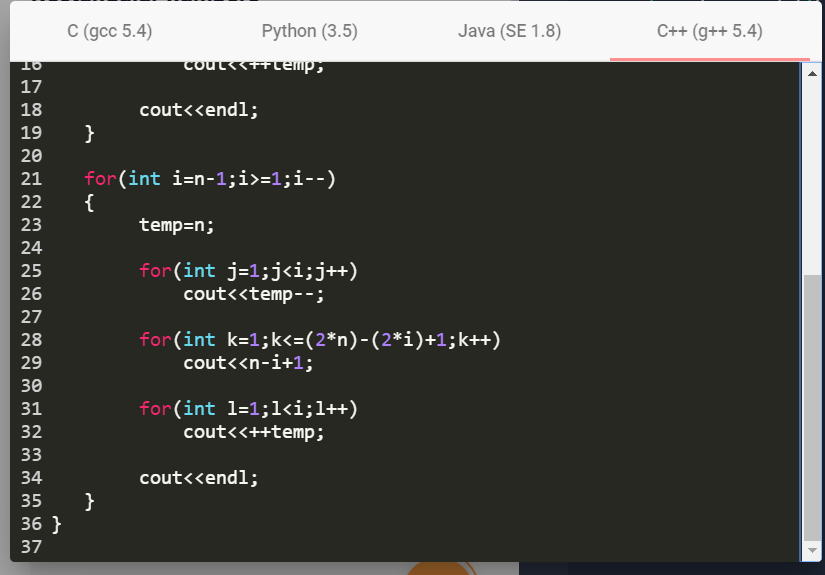 C (gcc 5.4) Python (3.5) Java (SE 1.8) C++ (g++ 5.4)
16 cout<<++temp;
17
18 cout<<endl;
19 }
20
21 for(int i=n-1;i>=1;i--)
22 {
23 temp=n;
24
25 for(int j=1;j<i;j++)
26 cout<<temp--;
27
28 for(int k=1;k<=(2*n)-(2*i)+1;k++)
29 cout<<n-i+1;
30
31 for(int l=1;l<i;l++)
32 cout<<++temp;
33
34 cout<<endl;
35 }
36 }
37